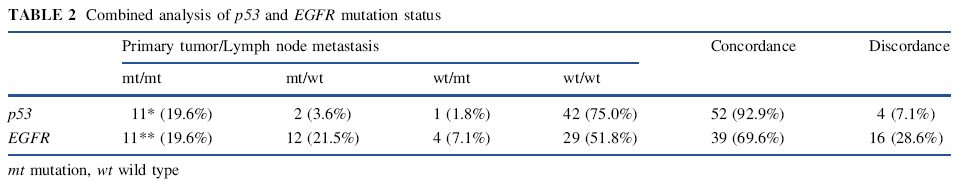 TABLE 2 Combined analysis of p53 and EGFR mutation status
Primary tumor/Lymph node metastasis Concordance Discordance
mt/mt mt/wt wt/mt wt/wt
p53 11* (19.6%) 2 (3.6%) 1 (1.8%) 42 (75.0%) 52 (92.9%) 4 (7.1%)
EGFR 11** (19.6%) 12 (21.5%) 4 (7.1%) 29 (51.8%) 39 (69.6%) 16 (28.6%)
mt mutation, wt wild type